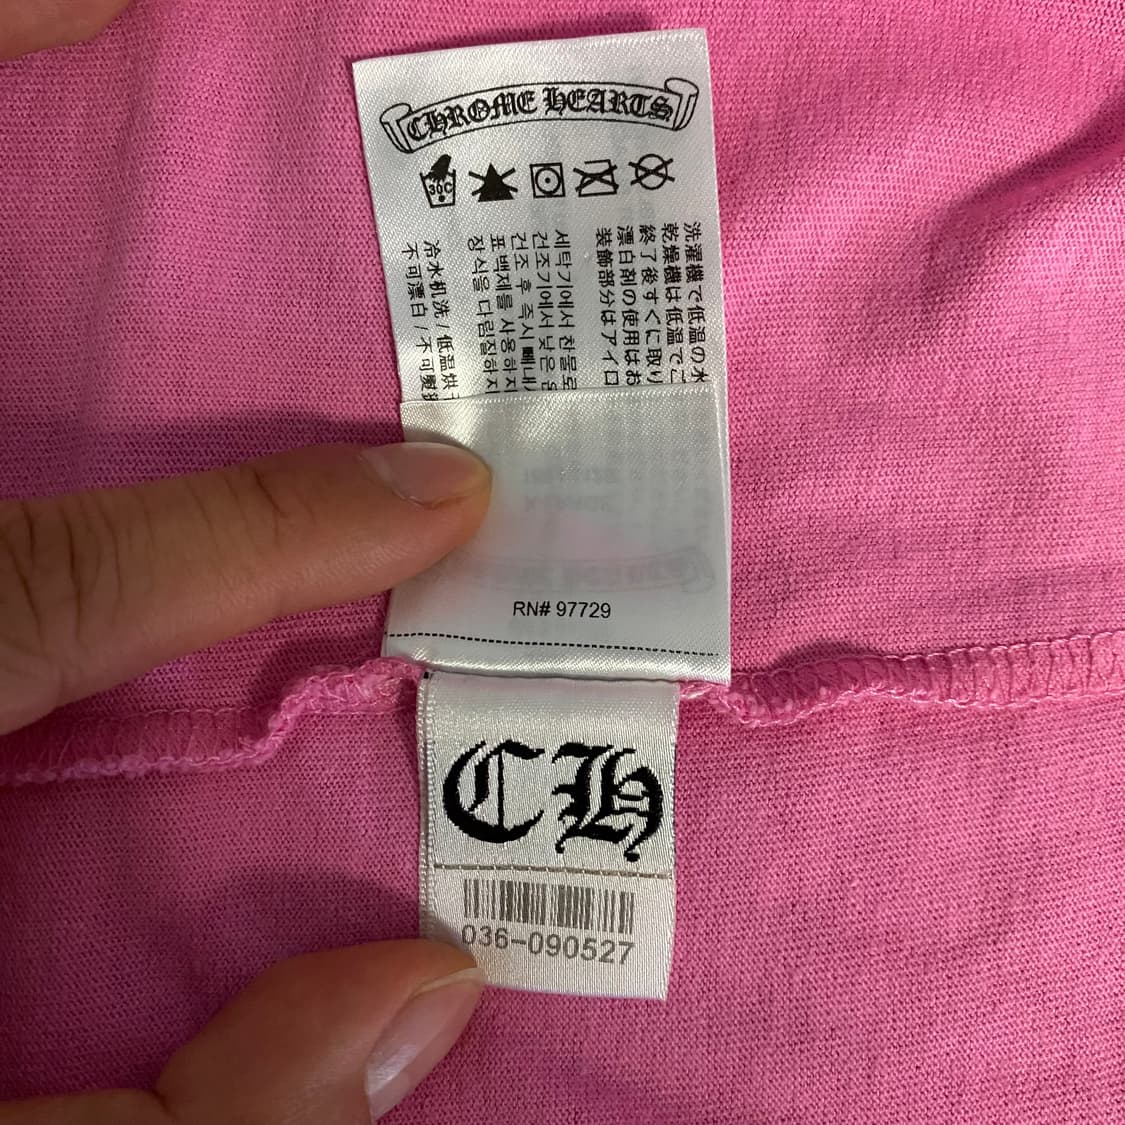 CHROME HEARTS
30C
洗濯機で低温の水
乾燥機は低温でご
終了後すぐに取り
漂白剤の使用はお
装飾部分はアイロ
세탁기에서 찬물로
건조기에서 낮은
건조 후 즉시 빼내
표백제를 사용하지
장식을 다림질하지
冷水机洗/低温烘
不可漂白/不可熨
RN# 97729
CH
036-090527